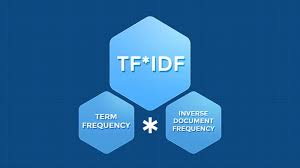 TF*IDF
TERM
FREQUENCY
*
INVERSE
DOCUMENT
FREQUENCY